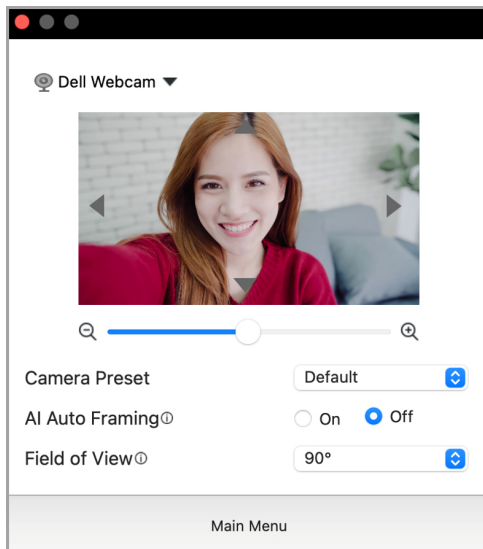 Dell Webcam
Camera Preset Default
AI Auto Framing On Off
Field of View 90°
Main Menu